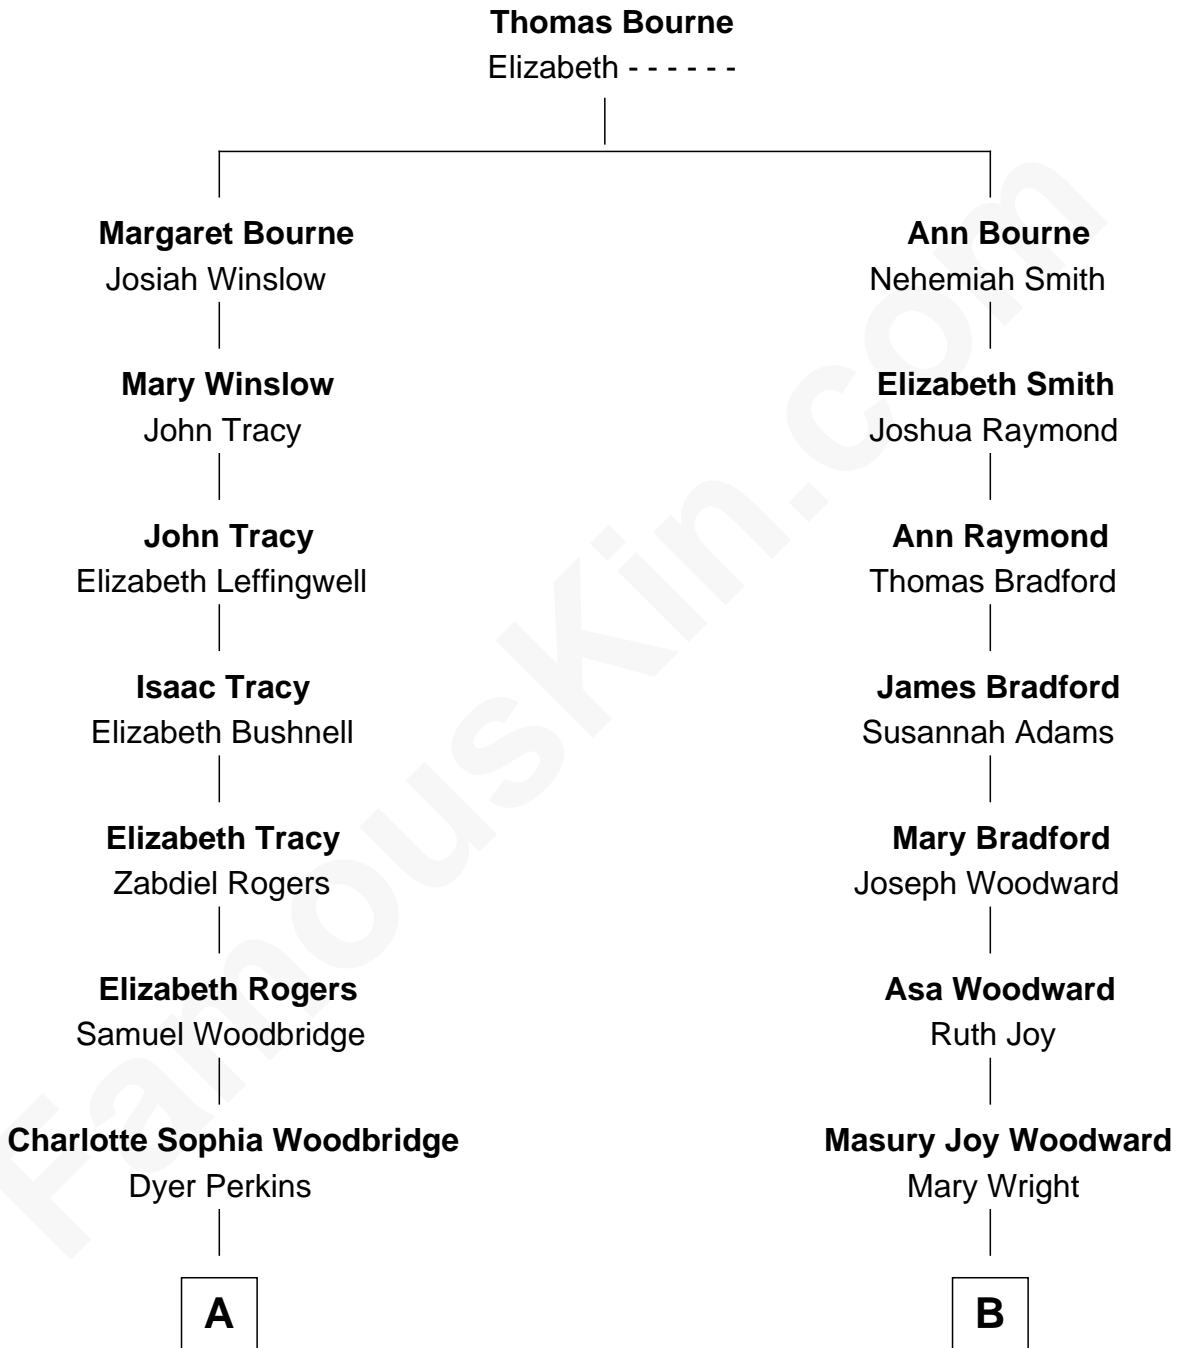 Thomas Bourne
Elizabeth - - - - - -
Margaret Bourne
Josiah Winslow
Ann Bourne
Nehemiah Smith
Mary Winslow
John Tracy
Elizabeth Smith
Joshua Raymond
John Tracy
Elizabeth Leffingwell
Ann Raymond
Thomas Bradford
Isaac Tracy
Elizabeth Bushnell
James Bradford
Susannah Adams
Elizabeth Tracy
Zabdiel Rogers
Mary Bradford
Joseph Woodward
Elizabeth Rogers
Samuel Woodbridge
Asa Woodward
Ruth Joy
Charlotte Sophia Woodbridge
Dyer Perkins
Masury Joy Woodward
Mary Wright
A
B
FamousKin.com